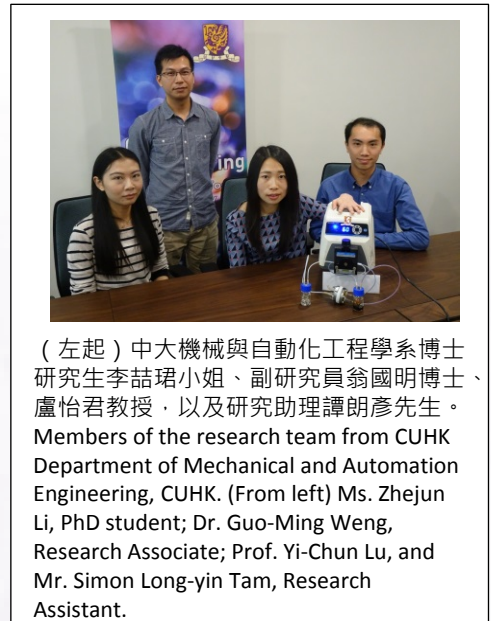 ing
(左起)中大機械與自動化工程學系博士
研究生李喆珺小姐、副研究員翁國明博士、
盧怡君教授,以及研究助理譚朗彥先生。
Members of the research team from CUHK
Department of Mechanical and Automation
Engineering, CUHK. (From left) Ms. Zhejun
Li, PhD student; Dr. Guo-Ming Weng,
Research Associate; Prof. Yi-Chun Lu, and
Mr. Simon Long-yin Tam, Research
Assistant.